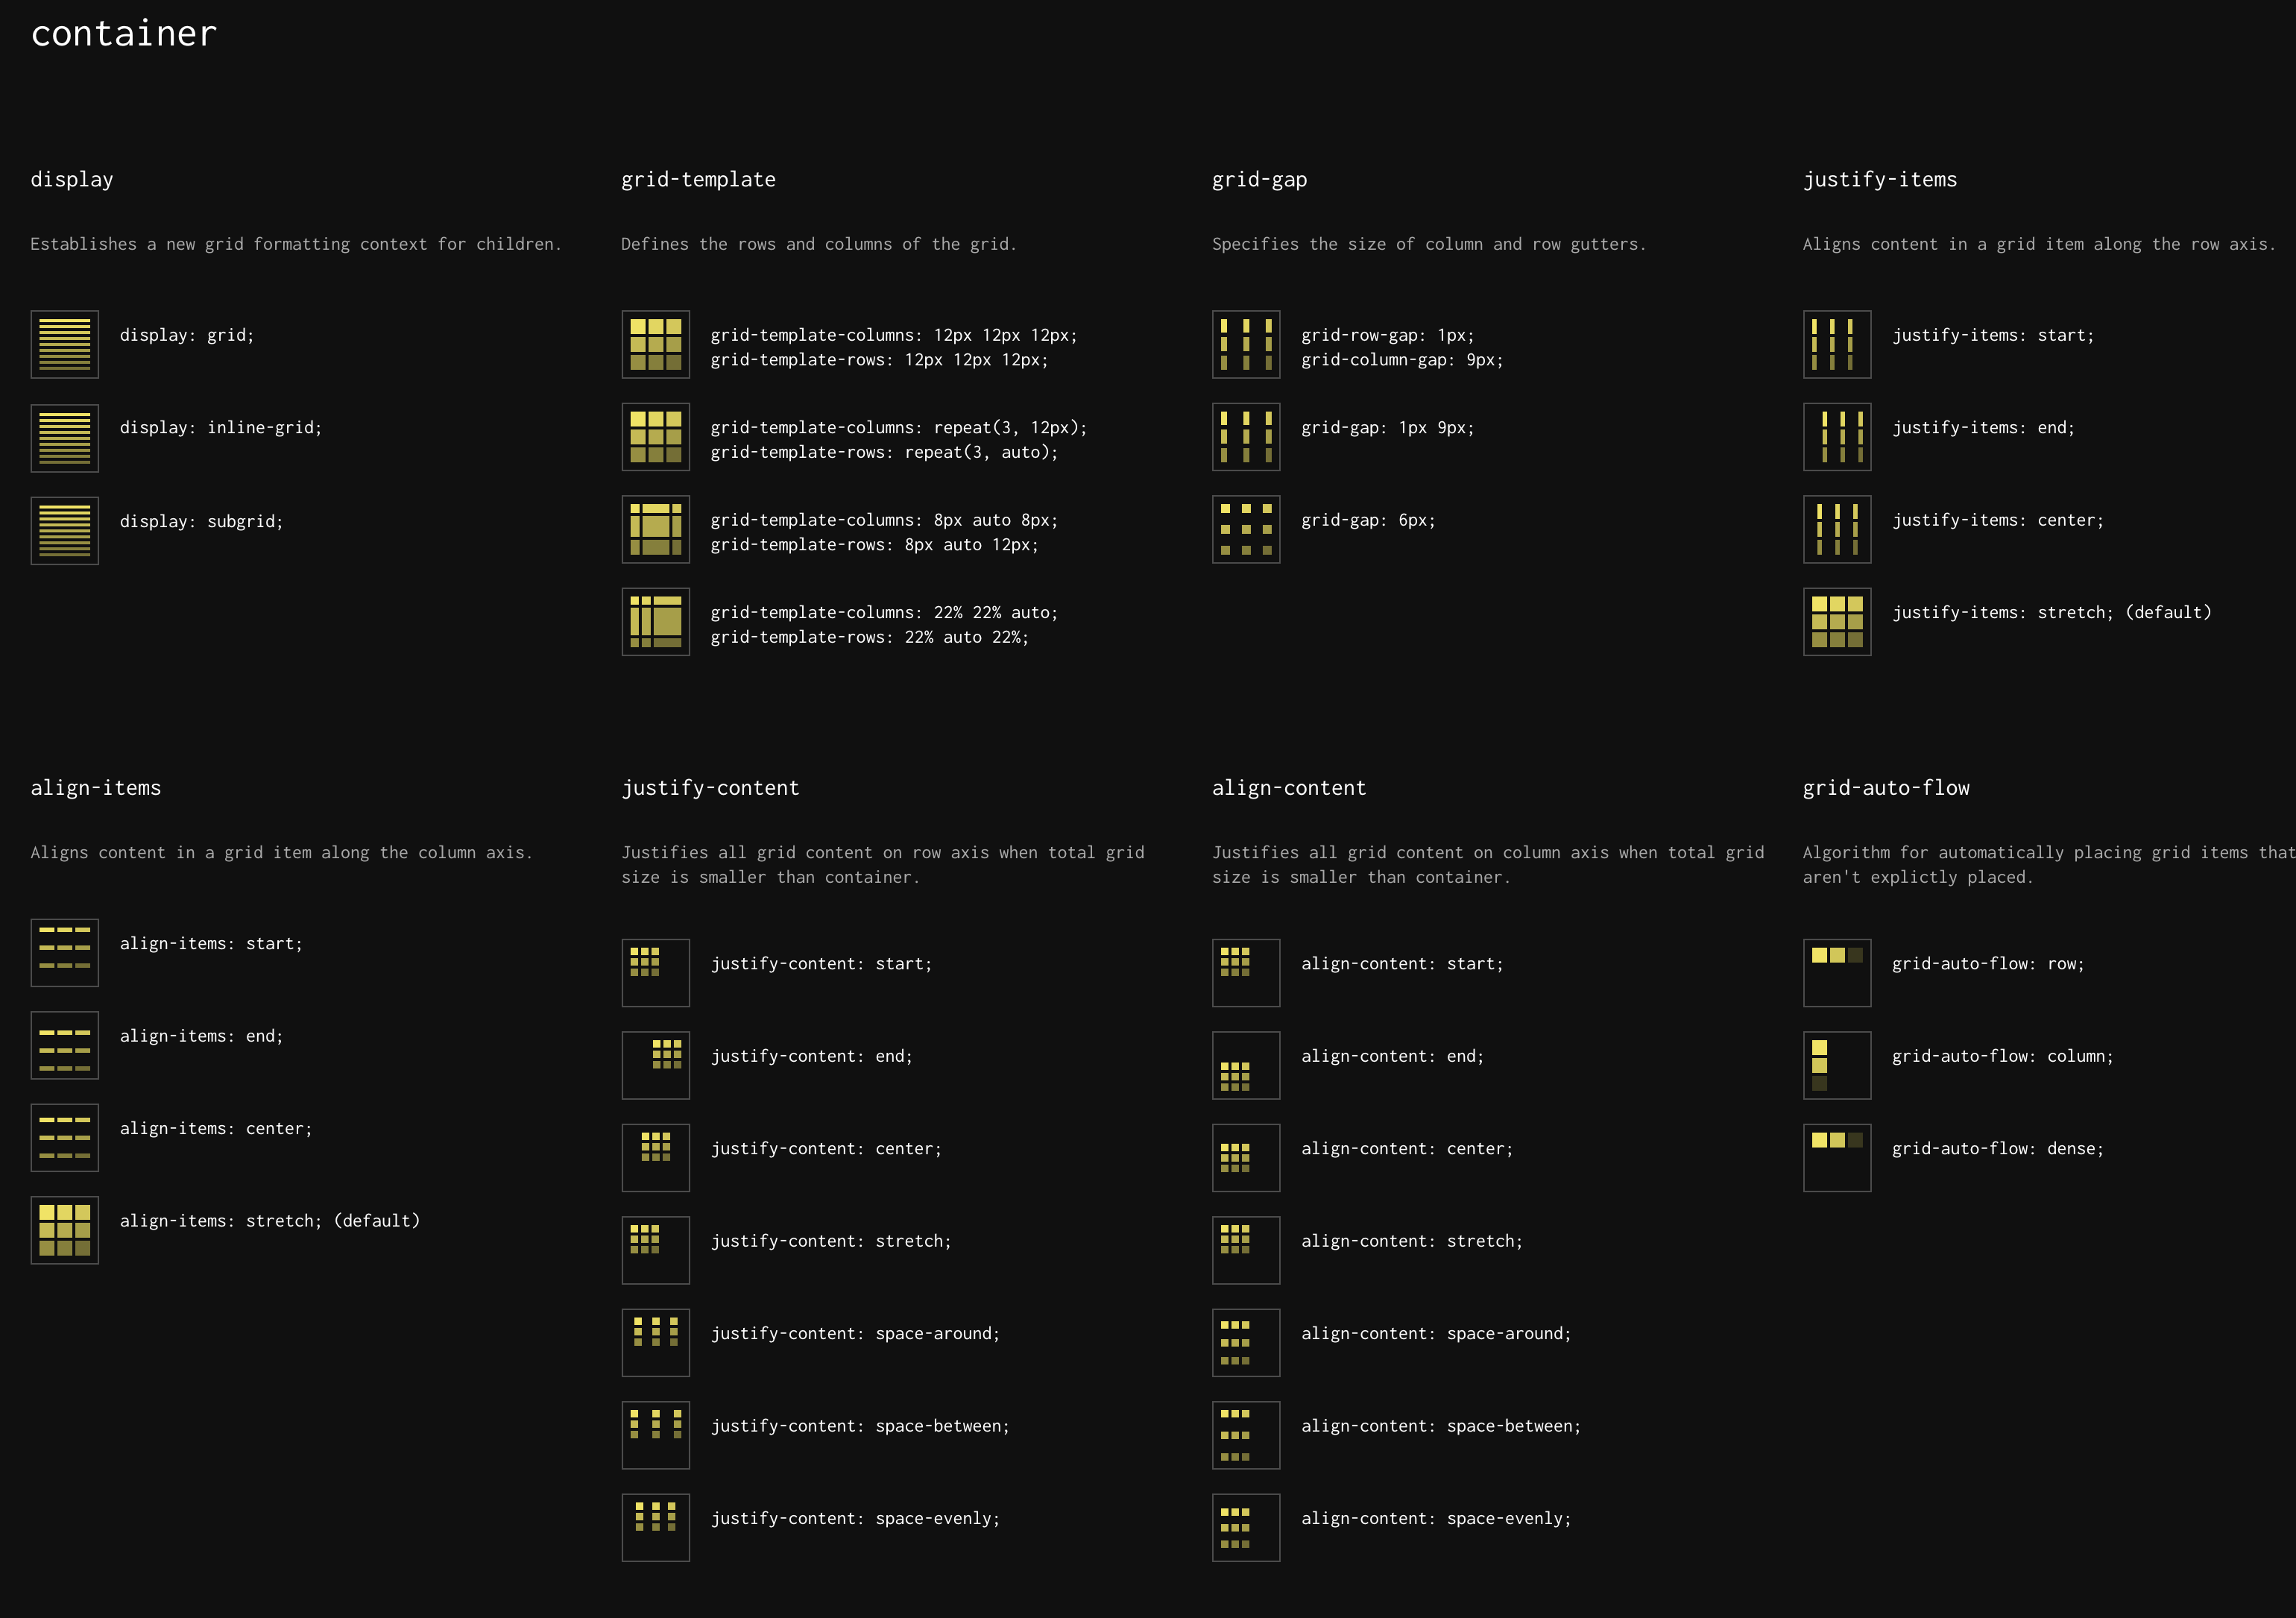 container
display
Establishes a new grid formatting context for children.
display: grid;
display: inline-grid;
display: subgrid;
grid-template
Defines the rows and columns of the grid.
grid-template-columns: 12px 12px 12px;
grid-template-rows: 12px 12px 12px;
grid-template-columns: repeat(3, 12px);
grid-template-rows: repeat(3, auto);
grid-template-columns: 8px auto 8px;
grid-template-rows: 8px auto 12px;
grid-template-columns: 22% 22% auto;
grid-template-rows: 22% auto 22%;
grid-gap
Specifies the size of column and row gutters.
grid-row-gap: 1px;
grid-column-gap: 9px;
grid-gap: 1px 9px;
grid-gap: 6px;
justify-items
Aligns content in a grid item along the row axis.
justify-items: start;
justify-items: end;
justify-items: center;
justify-items: stretch; (default)
align-items
Aligns content in a grid item along the column axis.
align-items: start;
align-items: end;
align-items: center;
align-items: stretch; (default)
justify-content
Justifies all grid content on row axis when total grid
size is smaller than container.
justify-content: start;
justify-content: end;
justify-content: center;
justify-content: stretch;
justify-content: space-around;
justify-content: space-between;
justify-content: space-evenly;
align-content
Justifies all grid content on column axis when total grid
size is smaller than container.
align-content: start;
align-content: end;
align-content: center;
align-content: stretch;
align-content: space-around;
align-content: space-between;
align-content: space-evenly;
grid-auto-flow
Algorithm for automatically placing grid items that
aren't explictly placed.
grid-auto-flow: row;
grid-auto-flow: column;
grid-auto-flow: dense;